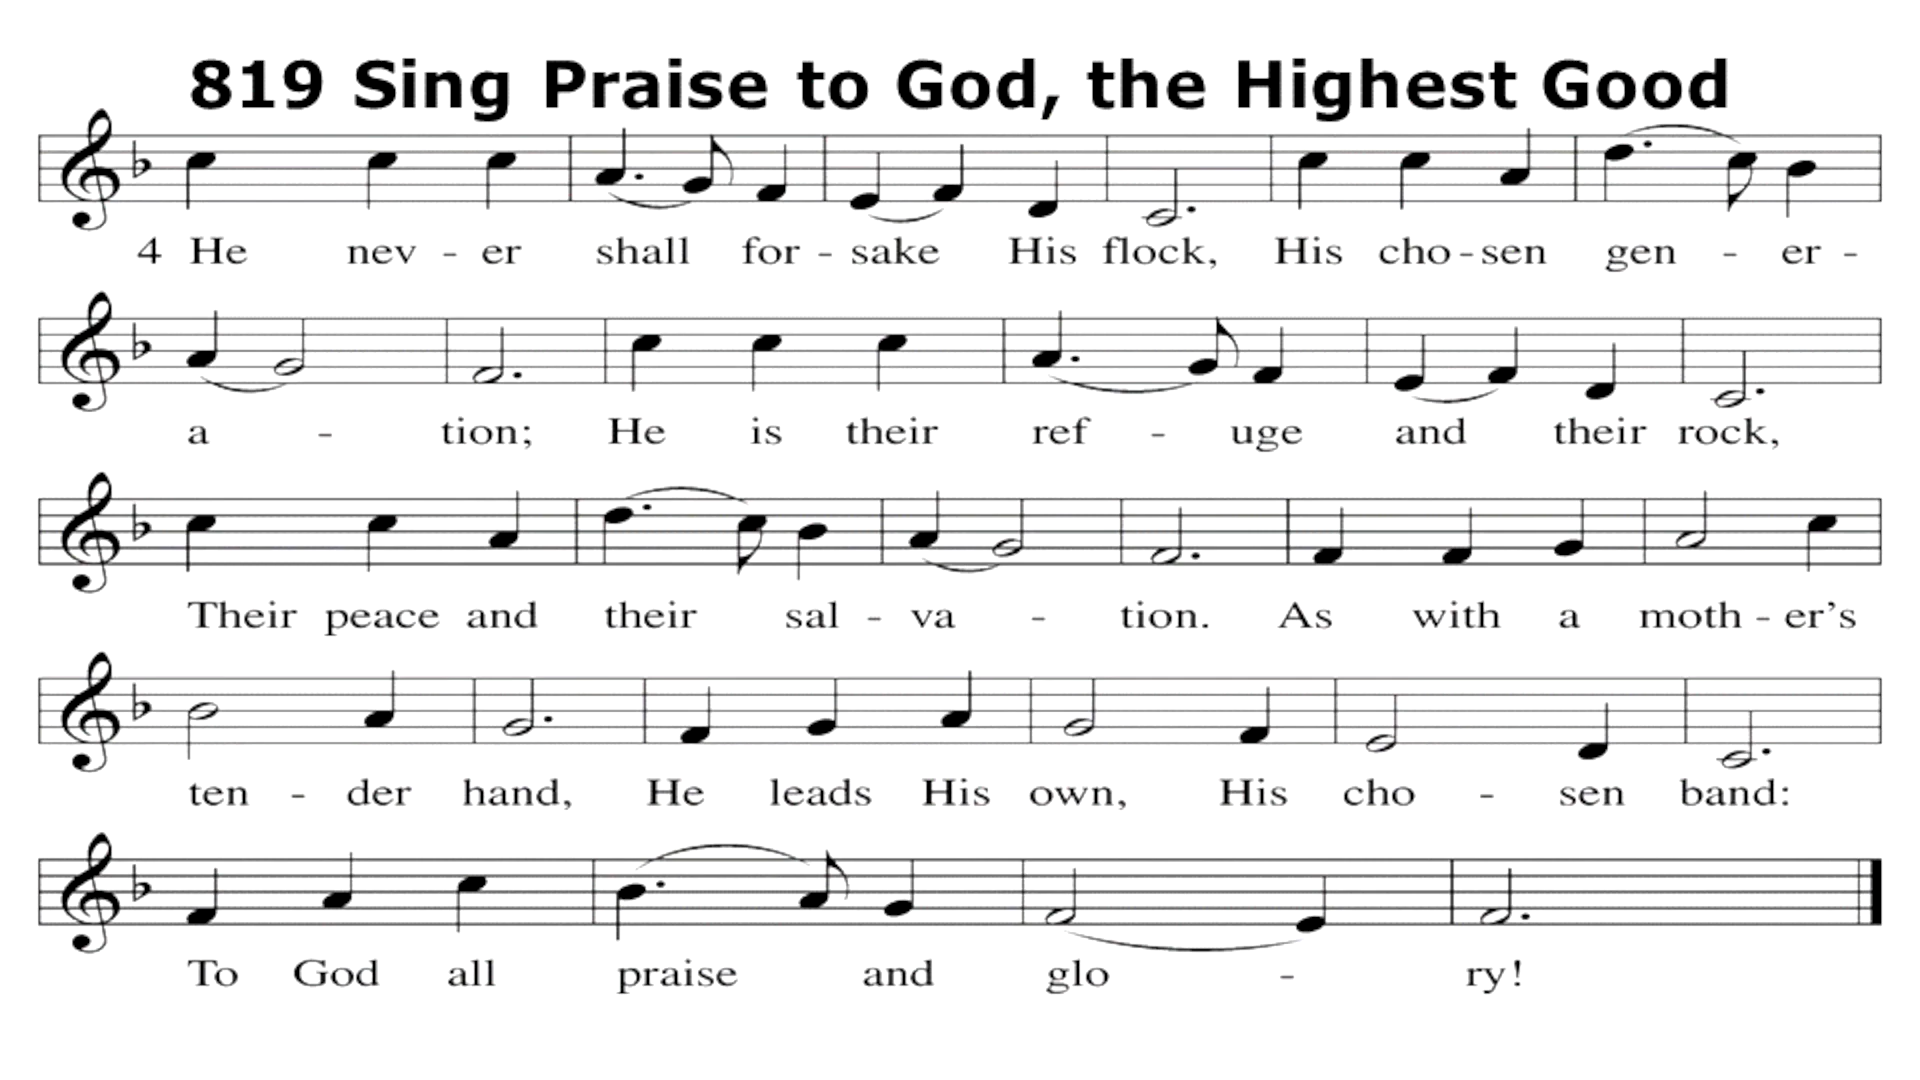 819 Sing Praise to God, the Highest Good
4 He nev - er shall for - sake His flock, His cho - sen gen - er -
a - tion; He is their ref - uge and their rock,
Their peace and their sal - va - tion. As with a moth - er’s
ten - der hand, He leads His own, His cho - sen band:
To God all praise and glo - ry!